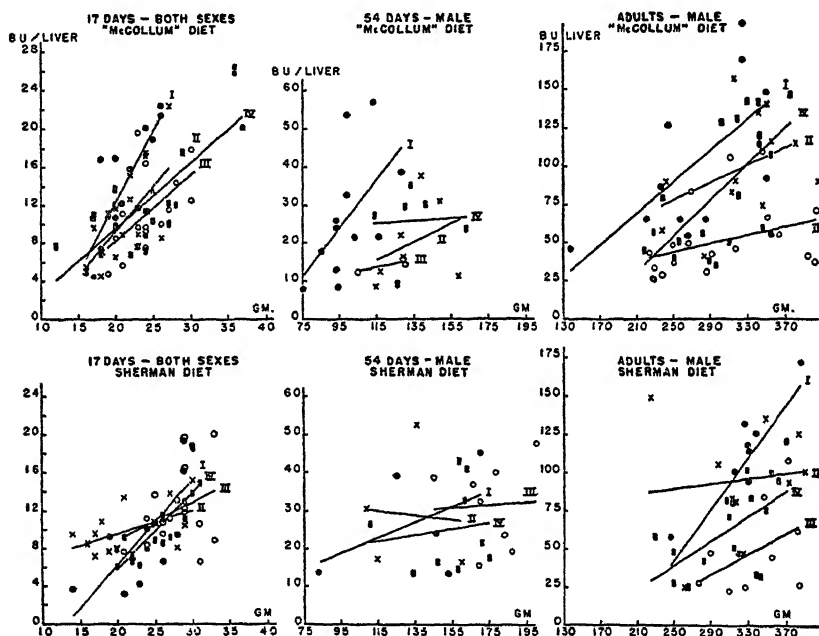 17 DAYS – BOTH SEXES
"McCOLLUM" DIET
BU/LIVER
28
24
20
16
12
8
4
0
I
IV
II
III
GM.
10 15 20 25 30 35 40
54 DAYS – MALE
"McCOLLUM" DIET
BU/LIVER
60
50
40
30
20
10
0
I
IV
II
III
GM.
75 95 115 135 155 175 195
ADULTS – MALE
"McCOLLUM" DIET
BU/LIVER
175
150
125
100
75
50
25
0
I
IV
II
GM.
130 170 210 250 290 330 370
17 DAYS – BOTH SEXES
SHERMAN DIET
24
20
16
12
8
4
0
I
IV
III
II
GM.
10 15 20 25 30 35 40
54 DAYS – MALE
SHERMAN DIET
60
50
40
30
20
10
0
I
III
II
IV
GM
75 95 115 135 155 175 195
ADULTS – MALE
SHERMAN DIET
175
150
125
100
75
50
25
0
I
II
IV
III
GM.
130 170 210 250 290 330 370